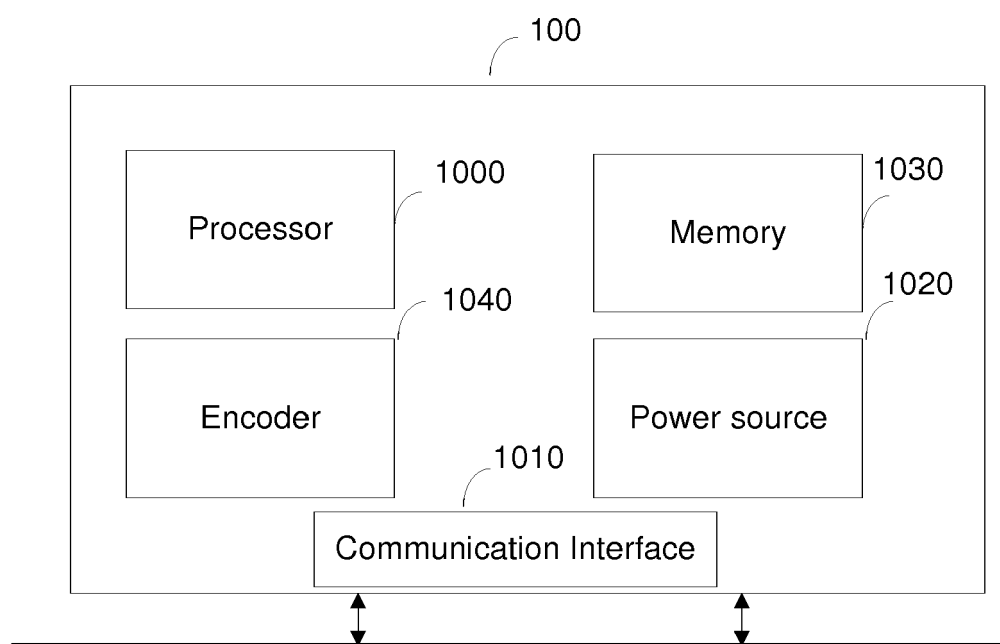 100
1000
Processor
1030
Memory
1040
Encoder
1020
Power source
1010
Communication Interface